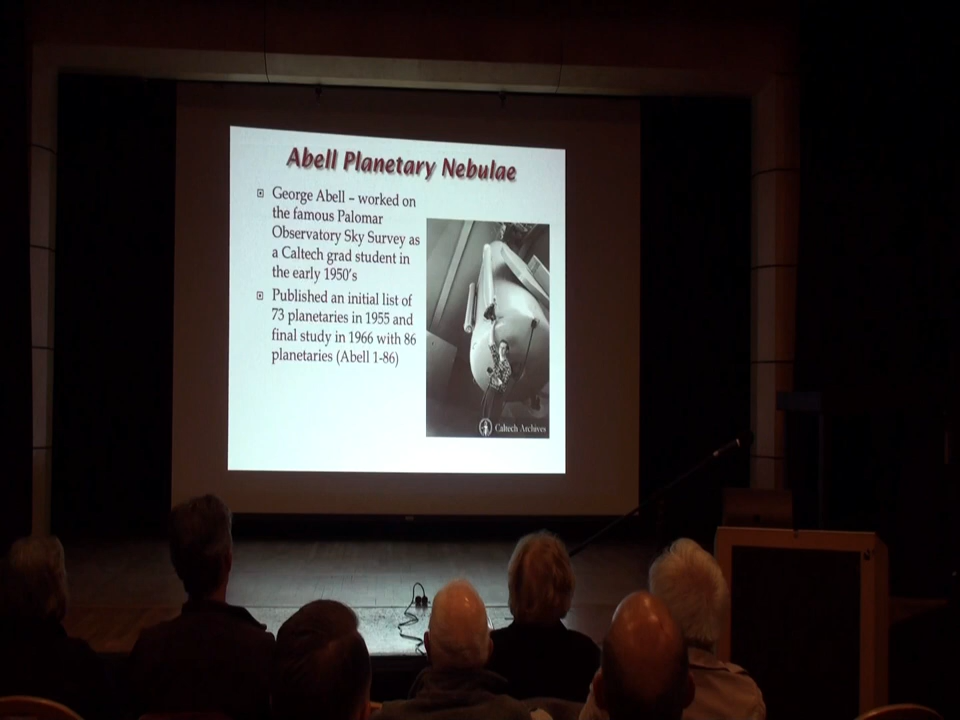 Abell Planetary Nebulae
George Abell – worked on
the famous Palomar
Observatory Sky Survey as
a Caltech grad student in
the early 1950's
Published an initial list of
73 planetaries in 1955 and
final study in 1966 with 86
planetaries (Abell 1-86)
Caltech Archives